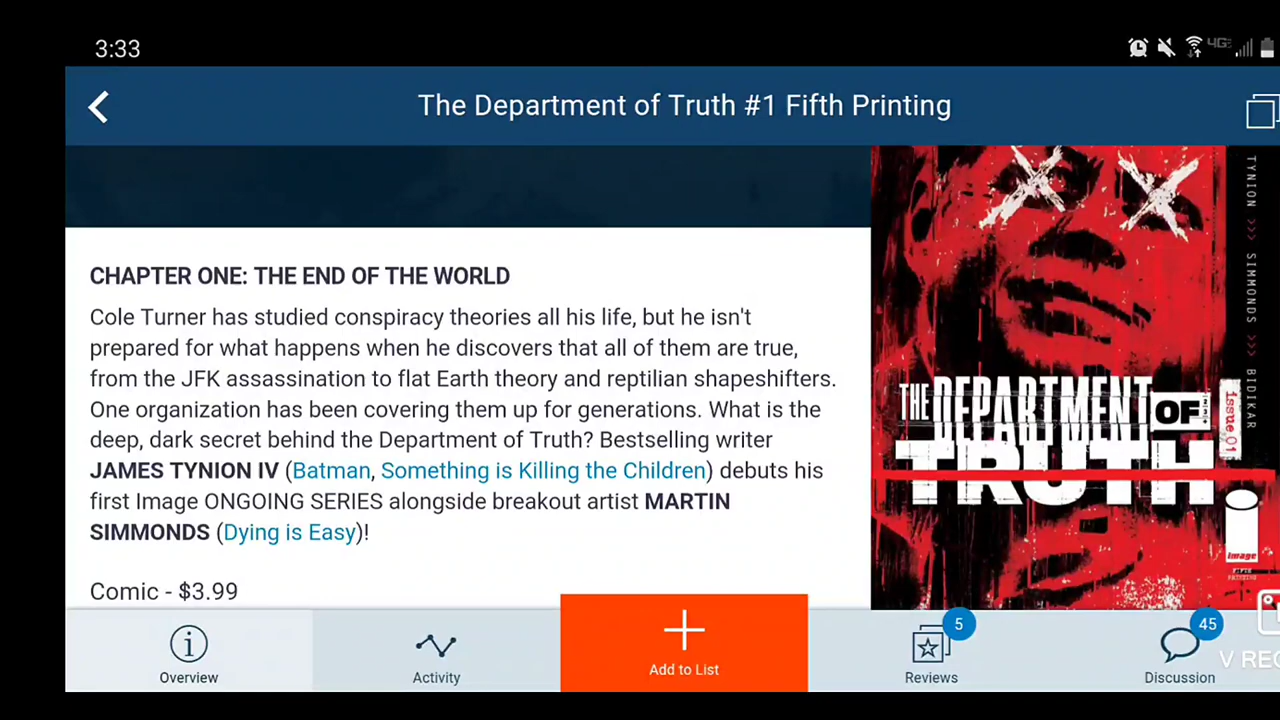 3:33
4G
The Department of Truth #1 Fifth Printing
CHAPTER ONE: THE END OF THE WORLD
Cole Turner has studied conspiracy theories all his life, but he isn't
prepared for what happens when he discovers that all of them are true,
from the JFK assassination to flat Earth theory and reptilian shapeshifters.
One organization has been covering them up for generations. What is the
deep, dark secret behind the Department of Truth? Bestselling writer
JAMES TYNION IV (Batman, Something is Killing the Children) debuts his
first Image ONGOING SERIES alongside breakout artist MARTIN
SIMMONDS (Dying is Easy)!
Comic - $3.99
TYNION >>> SIMMONDS >>> BIDIKAR
THE DEPARTMENT OF
TRUTH
issue.01
image
Overview
Activity
Add to List
5
Reviews
45
Discussion
V REC